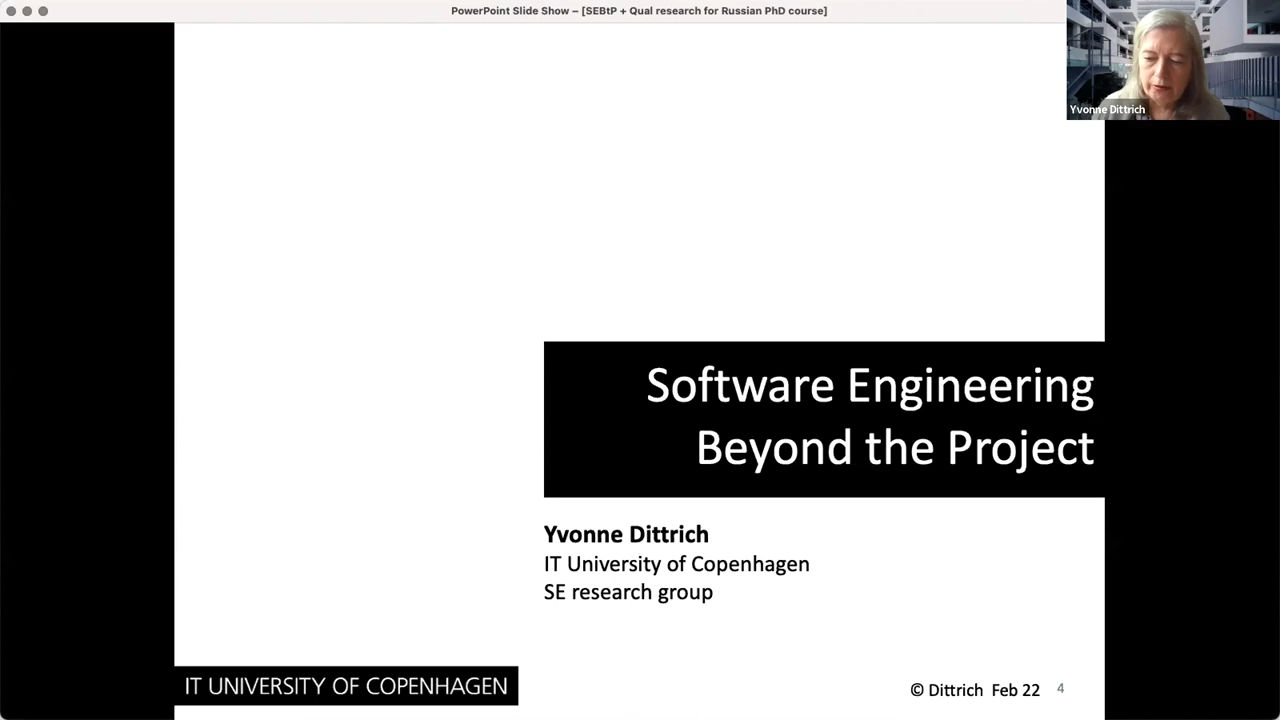 PowerPoint Slide Show – [SEBtP + Qual research for Russian PhD course]
Yvonne Dittrich
Software Engineering
Beyond the Project
Yvonne Dittrich
IT University of Copenhagen
SE research group
IT UNIVERSITY OF COPENHAGEN
© Dittrich Feb 22 4